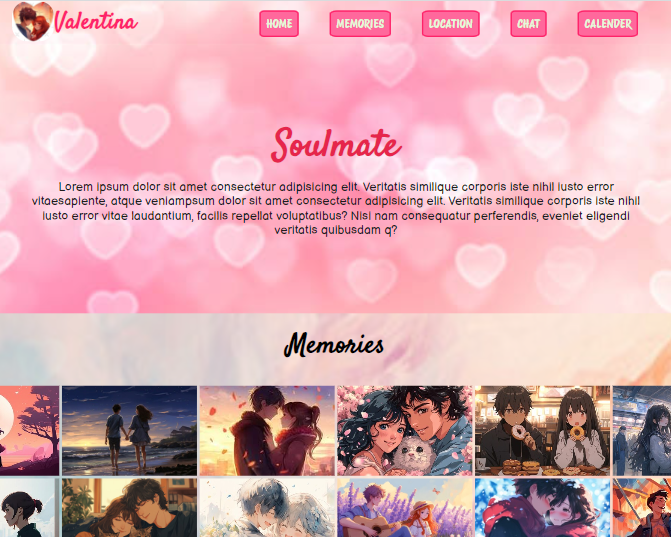 Valentina
HOME
MEMORIES
LOCATION
CHAT
CALENDER
Soulmate
Lorem ipsum dolor sit amet consectetur adipisicing elit. Veritatis similique corporis iste nihil iusto error
vitaesapiente, atque veniampsum dolor sit amet consectetur adipisicing elit. Veritatis similique corporis iste nihil
iusto error vitae laudantium, facilis repellat voluptatibus? Nisi nam consequatur perferendis, eveniet eligendi
veritatis quibusdam q?
Memories